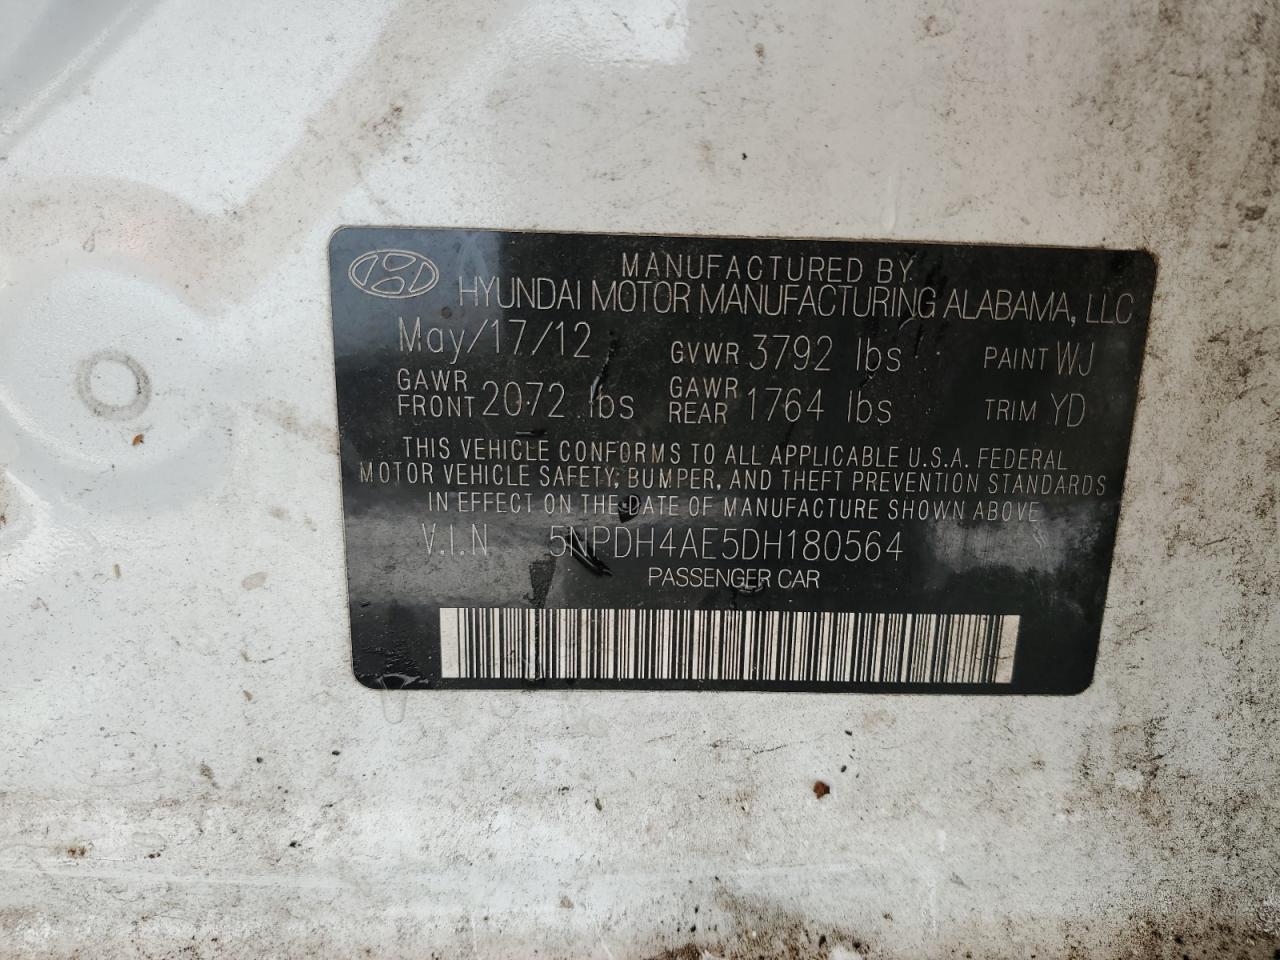 MANUFACTURED BY
HYUNDAI MOTOR MANUFACTURING ALABAMA, LLC
May/17/12 GVWR 3792 lbs PAINT WJ
GAWR FRONT 2072 lbs GAWR REAR 1764 lbs TRIM YD
THIS VEHICLE CONFORMS TO ALL APPLICABLE U.S.A. FEDERAL
MOTOR VEHICLE SAFETY, BUMPER, AND THEFT PREVENTION STANDARDS
IN EFFECT ON THE DATE OF MANUFACTURE SHOWN ABOVE
V.I.N 5NPDH4AE5DH180564
PASSENGER CAR